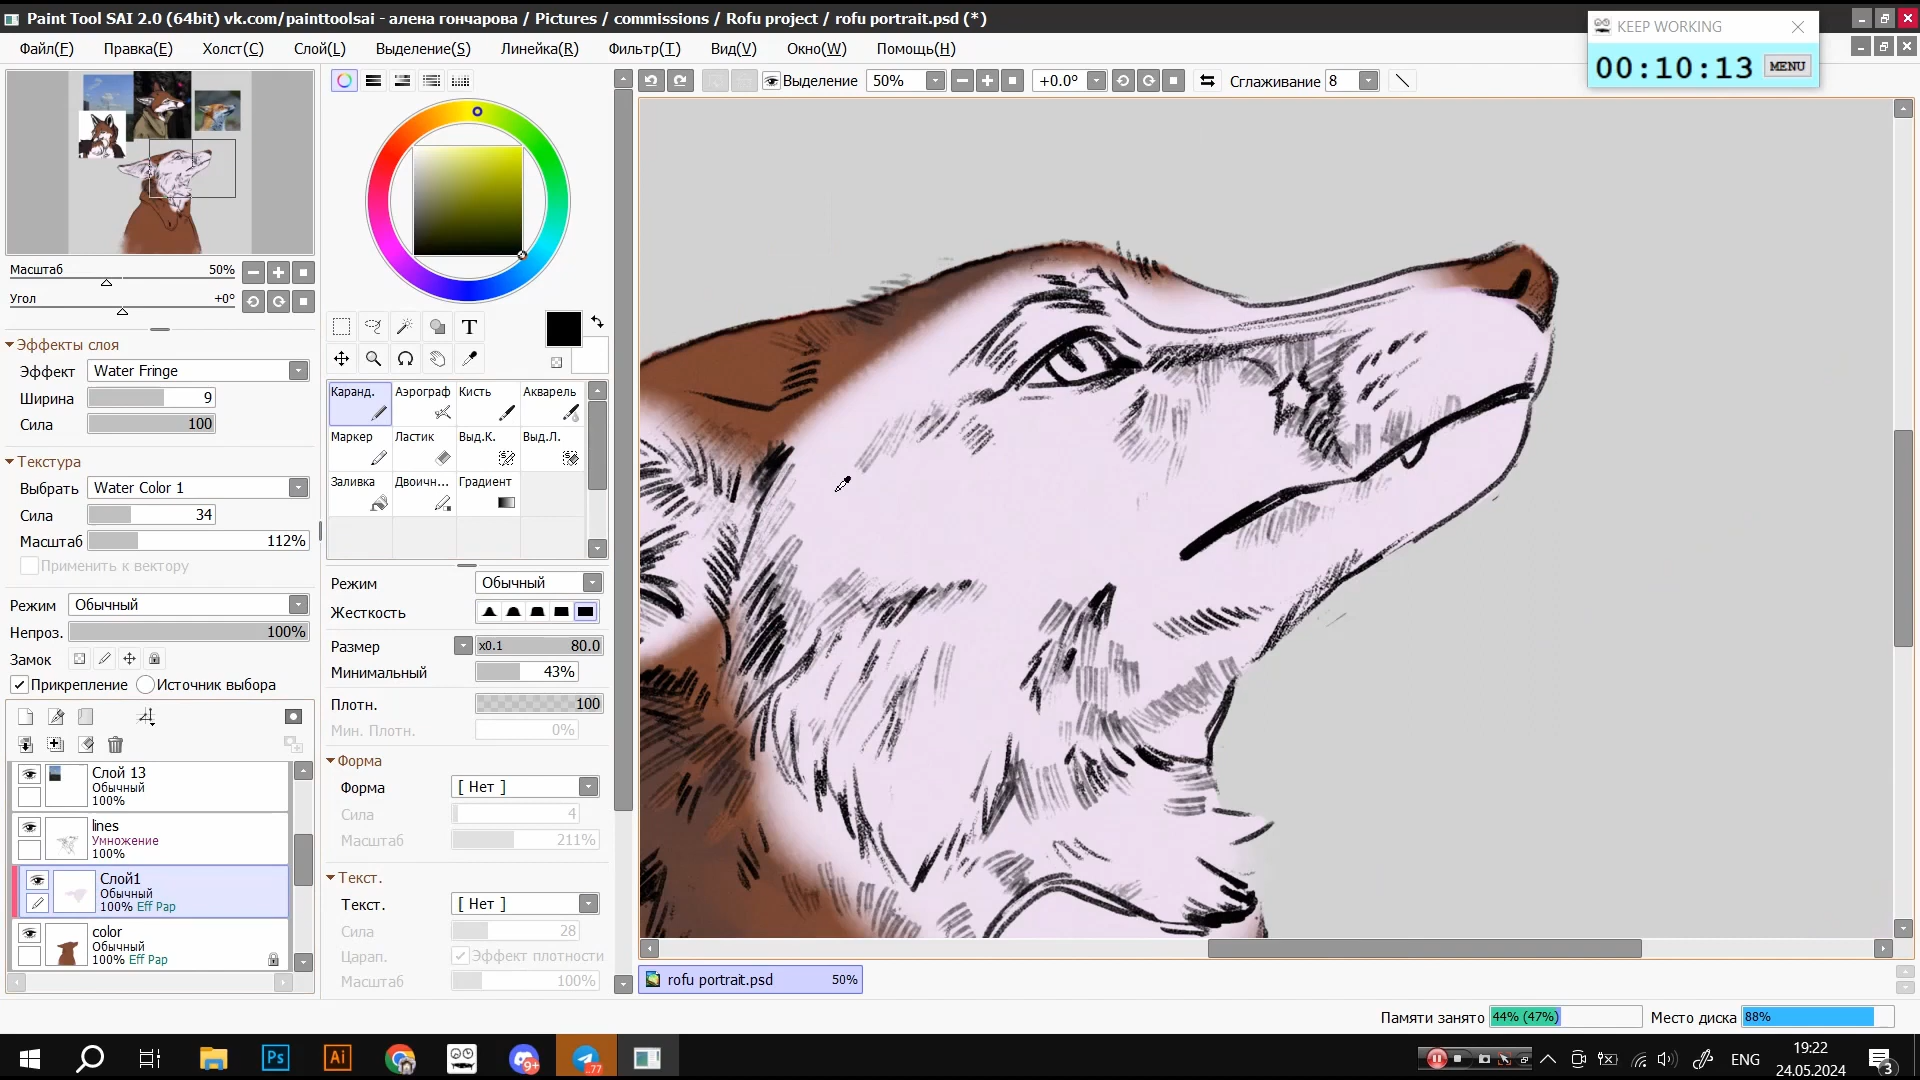 Paint Tool SAI 2.0 (64bit) vk.com/painttoolsai - алена гончарова / Pictures / commissions / Rofu project / rofu portrait.psd (*)
KEEP WORKING
00:10:13
MENU
Файл(F) Правка(E) Холст(C) Слой(L) Выделение(S) Линейка(R) Фильтр(T) Вид(V) Окно(W) Помощь(H)
Выделение 50% +0.0° Сглаживание 8
Масштаб 50%
Угол +0°
Эффекты слоя
Эффект Water Fringe
Ширина 9
Сила 100
Текстура
Выбрать Water Color 1
Сила 34
Масштаб 112%
Применить к вектору
Режим Обычный
Непроз. 100%
Замок
Прикрепление Источник выбора
Слой 13
Обычный
100%
lines
Умножение
100%
Слой1
Обычный
100% Eff Pap
color
Обычный
100% Eff Pap
T
Каранд. Аэрограф Кисть Акварель
Маркер Ластик Выд.К. Выд.Л.
Заливка Двоичн... Градиент
Режим Обычный
Жесткость
Размер x0.1 80.0
Минимальный 43%
Плотн. 100
Мин. Плотн. 0%
Форма
Форма [ Нет ]
Сила 4
Масштаб 211%
Текст.
Текст. [ Нет ]
Сила 28
Царап. Эффект плотности
Масштаб 100%
rofu portrait.psd 50%
Памяти занято 44% (47%) Место диска 88%
Ps Ai 9+ 77 ENG 19:22
24.05.2024
3